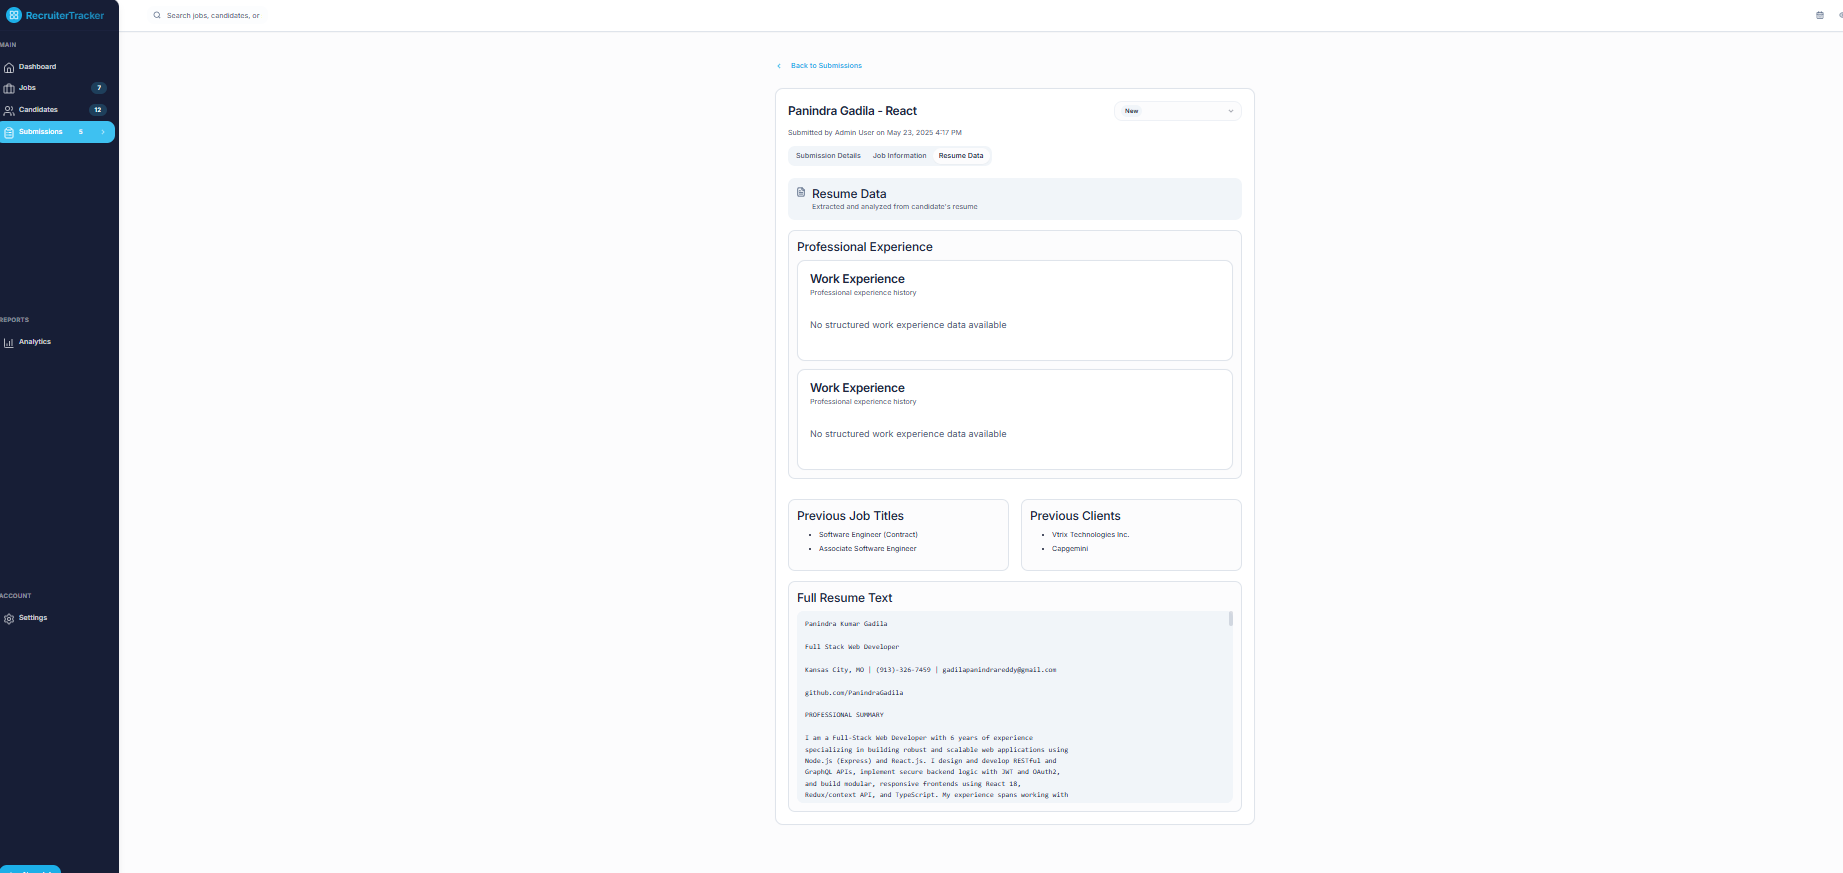 RecruiterTracker
Search jobs, candidates, or
MAIN
Dashboard
Jobs 7
Candidates 12
Submissions 5
REPORTS
Analytics
ACCOUNT
Settings
Back to Submissions
Panindra Gadila - React
New
Submitted by Admin User on May 23, 2025 4:17 PM
Submission Details Job Information Resume Data
Resume Data
Extracted and analyzed from candidate's resume
Professional Experience
Work Experience
Professional experience history
No structured work experience data available
Work Experience
Professional experience history
No structured work experience data available
Previous Job Titles
• Software Engineer (Contract)
• Associate Software Engineer
Previous Clients
• Vtrix Technologies Inc.
• Capgemini
Full Resume Text
Panindra Kumar Gadila
Full Stack Web Developer
Kansas City, MO | (913)-326-7459 | gadilapanindrareddy@gmail.com
github.com/PanindraGadila
PROFESSIONAL SUMMARY
I am a Full-Stack Web Developer with 6 years of experience
specializing in building robust and scalable web applications using
Node.js (Express) and React.js. I design and develop RESTful and
GraphQL APIs, implement secure backend logic with JWT and OAuth2,
and build modular, responsive frontends using React 18,
Redux/context API, and TypeScript. My experience spans working with